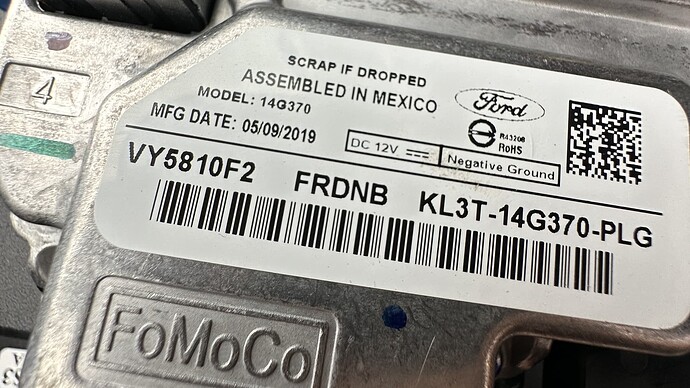 4
SCRAP IF DROPPED
ASSEMBLED IN MEXICO
MODEL: 14G370
MFG DATE: 05/09/2019
Ford
RoHS
DC 12V
Negative Ground
VY5810F2 FRDNB KL3T-14G370-PLG
FoMoCo